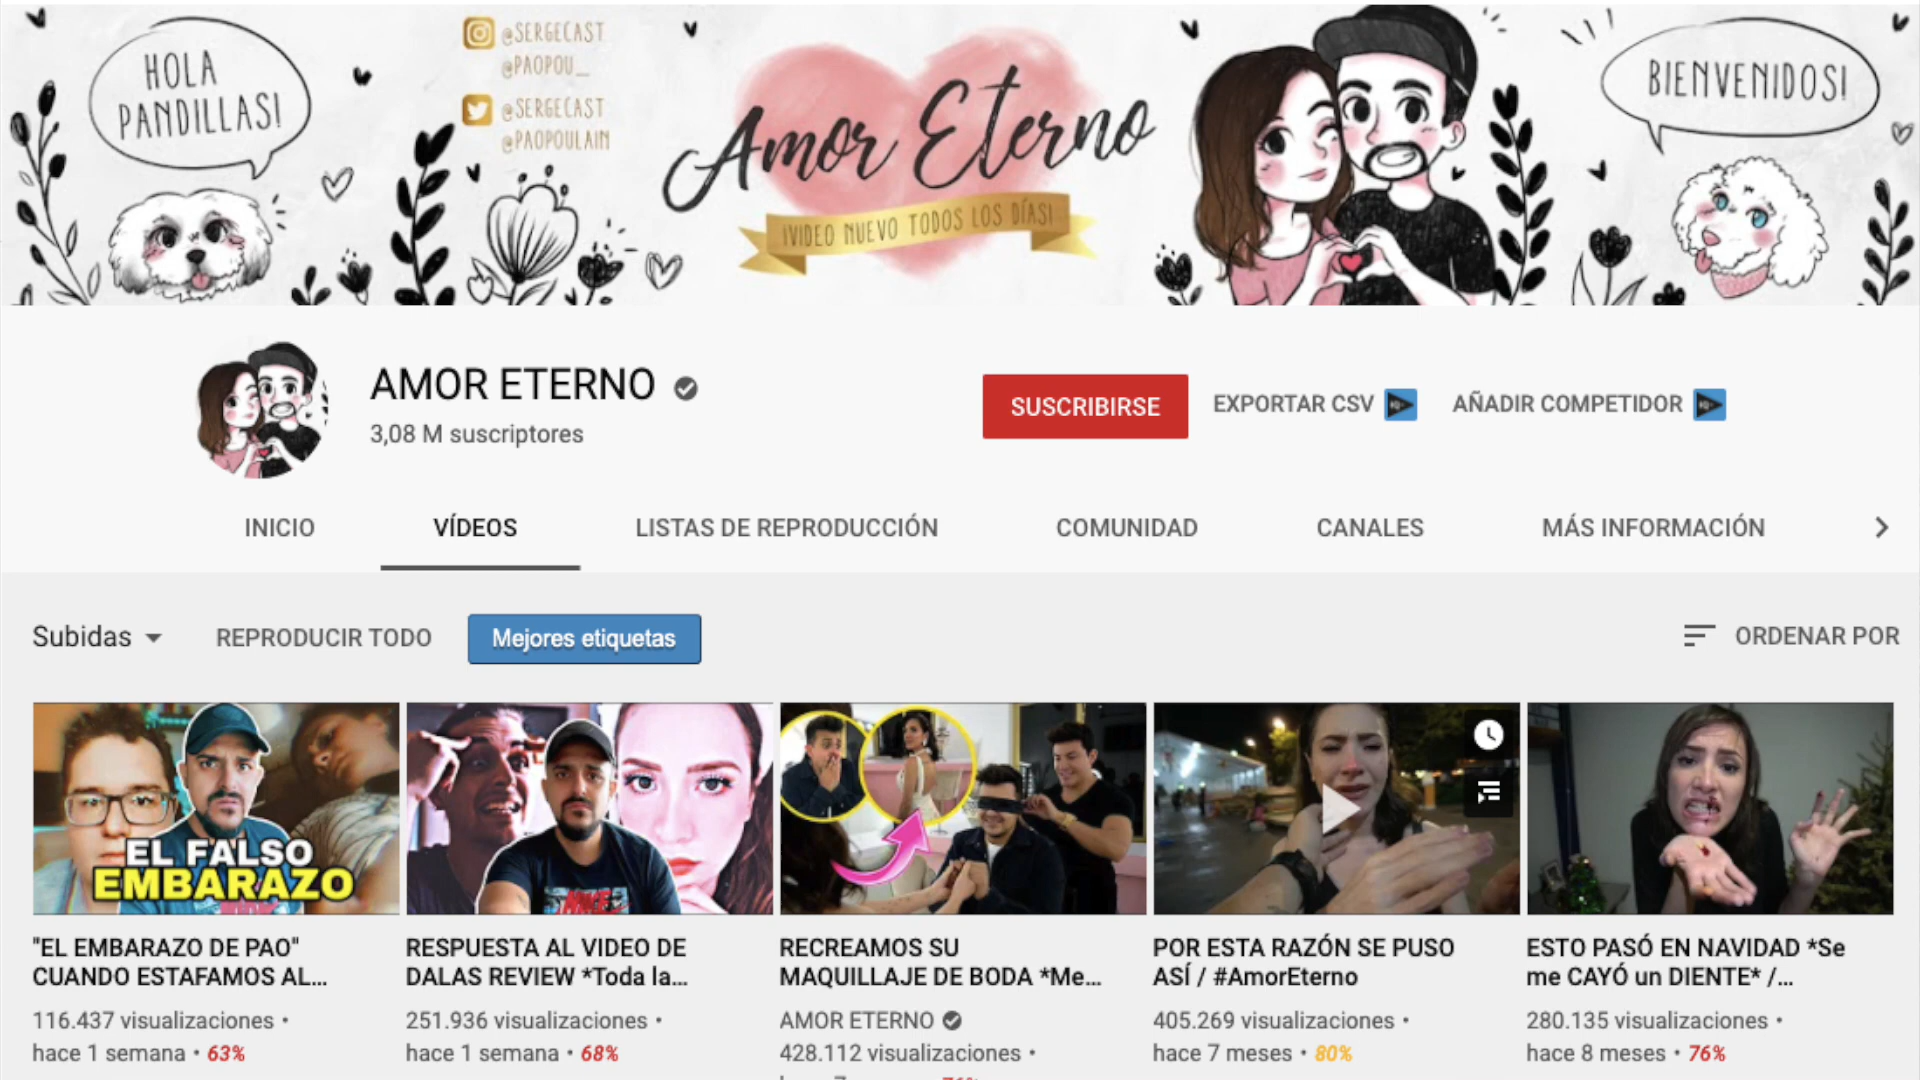 HOLA
PANDILLAS!
@SERGECAST
@PAOPOU_
@SERGECAST
@PAOPOULAIN
Amor Eterno
¡VIDEO NUEVO TODOS LOS DÍAS!
BIENVENIDOS!
AMOR ETERNO
3,08 M suscriptores
SUSCRIBIRSE
EXPORTAR CSV
AÑADIR COMPETIDOR
INICIO
VÍDEOS
LISTAS DE REPRODUCCIÓN
COMUNIDAD
CANALES
MÁS INFORMACIÓN
Subidas
REPRODUCIR TODO
Mejores etiquetas
ORDENAR POR
EL FALSO
EMBARAZO
"EL EMBARAZO DE PAO"
CUANDO ESTAFAMOS AL...
116.437 visualizaciones •
hace 1 semana • 63%
RESPUESTA AL VIDEO DE
DALAS REVIEW *Toda la...
251.936 visualizaciones •
hace 1 semana • 68%
RECREAMOS SU
MAQUILLAJE DE BODA *Me...
AMOR ETERNO
428.112 visualizaciones •
POR ESTA RAZÓN SE PUSO
ASÍ / #AmorEterno
405.269 visualizaciones •
hace 7 meses • 80%
ESTO PASÓ EN NAVIDAD *Se
me CAYÓ un DIENTE* /...
280.135 visualizaciones •
hace 8 meses • 76%